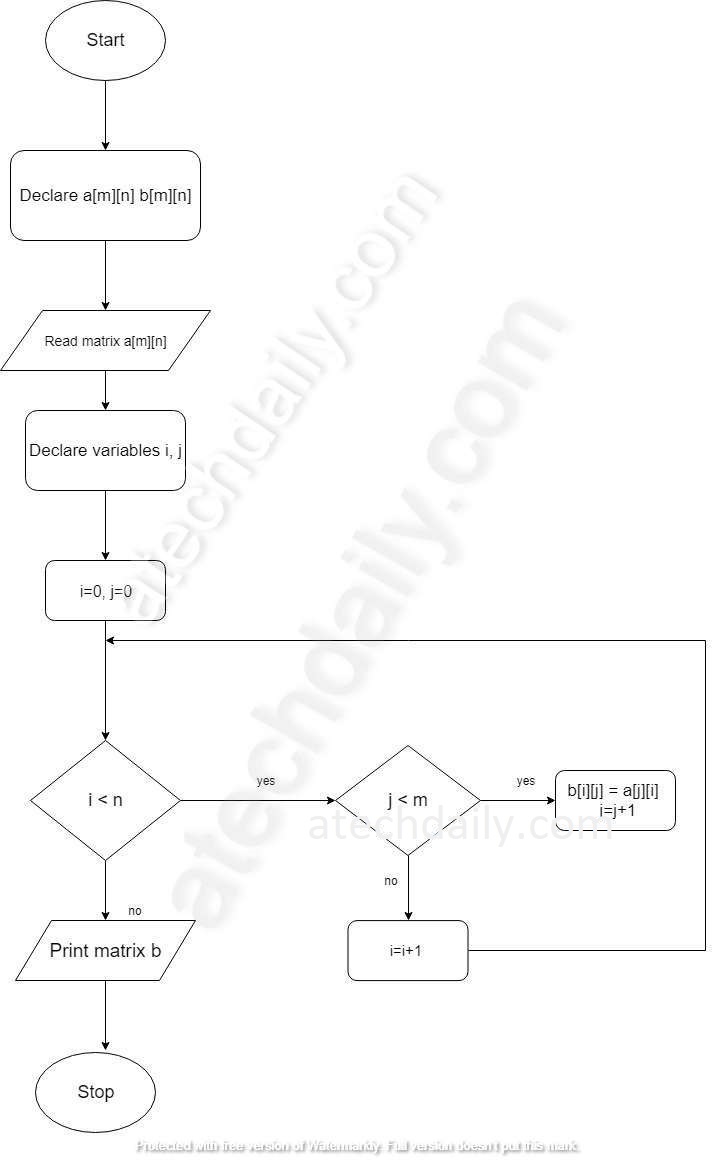 Start
Declare a[m][n] b[m][n]
Read matrix a[m][n]
Declare variables i, j
i=0, j=0
i < n
yes
j < m
yes
b[i][j] = a[j][i]
i=j+1
no
i=i+1
no
Print matrix b
Stop
atechdaily.com
atechdaily.com
atechdaily.com
Protected with free version of Watermarkly. Full version doesn't put this mark.